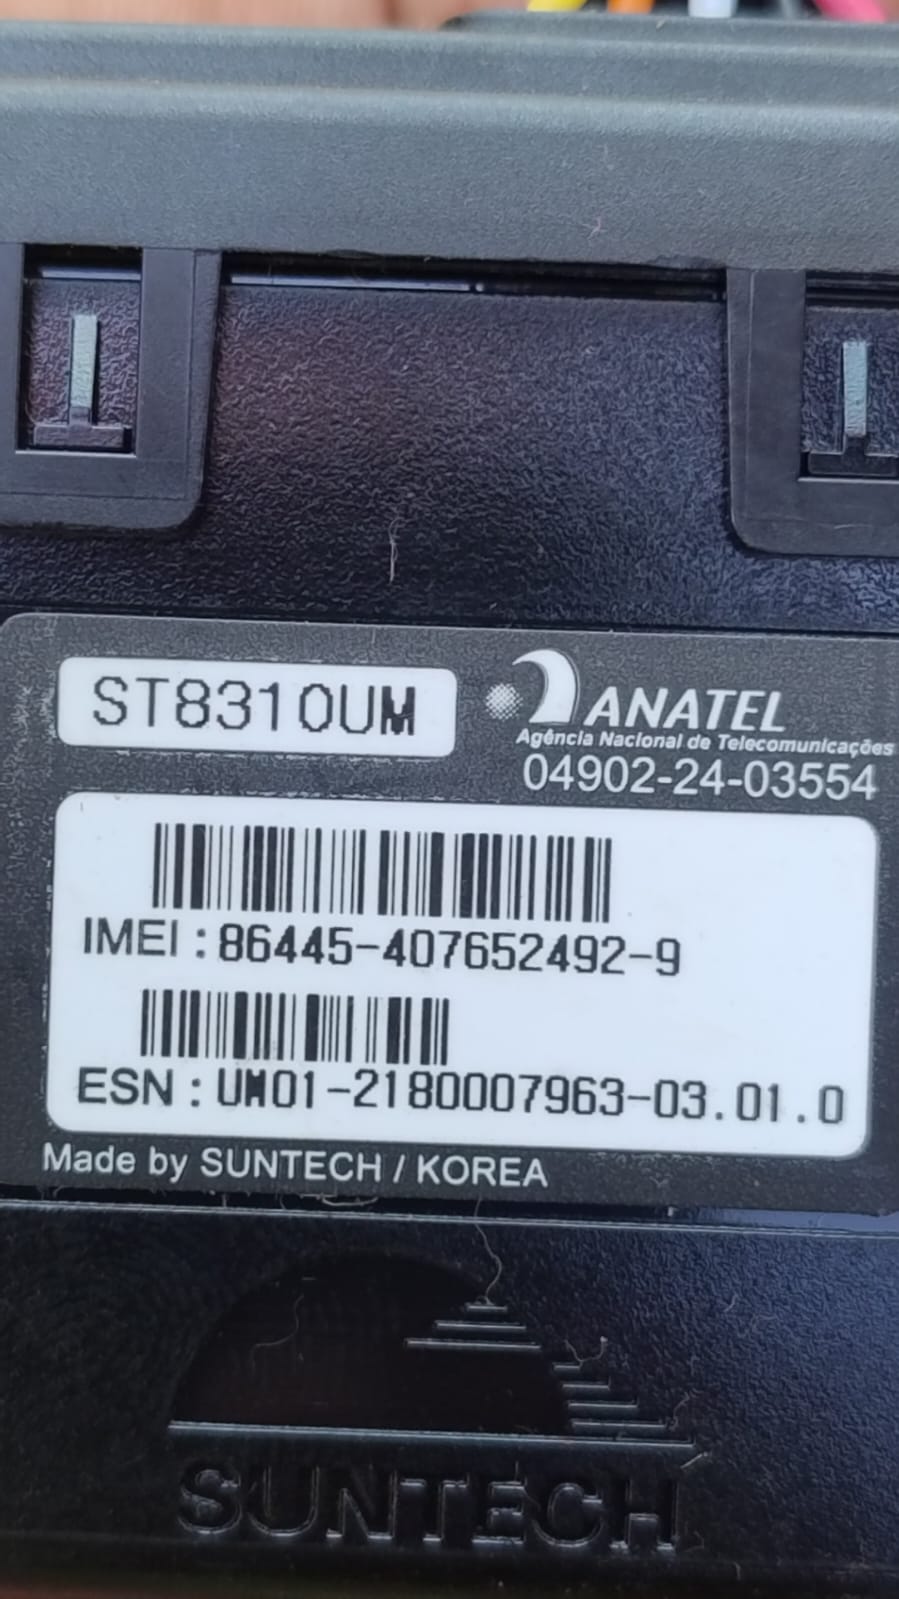 ST8310UM
ANATEL
Agência Nacional de Telecomunicações
04902-24-03554
IMEI : 86445-407652492-9
ESN : UM01-2180007963-03.01.0
Made by SUNTECH / KOREA
SUNTECH